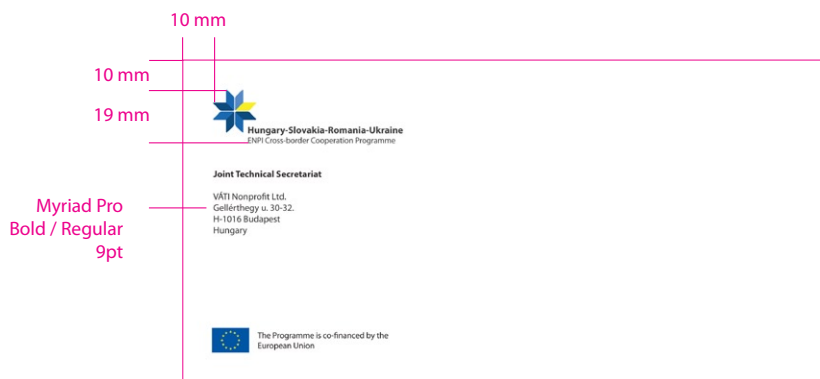 10 mm
10 mm
19 mm
Hungary-Slovakia-Romania-Ukraine
ENPI Cross-border Cooperation Programme
Joint Technical Secretariat
VÁTI Nonprofit Ltd.
Gellérthegy u. 30-32.
H-1016 Budapest
Hungary
Myriad Pro
Bold / Regular
9pt
The Programme is co-financed by the
European Union